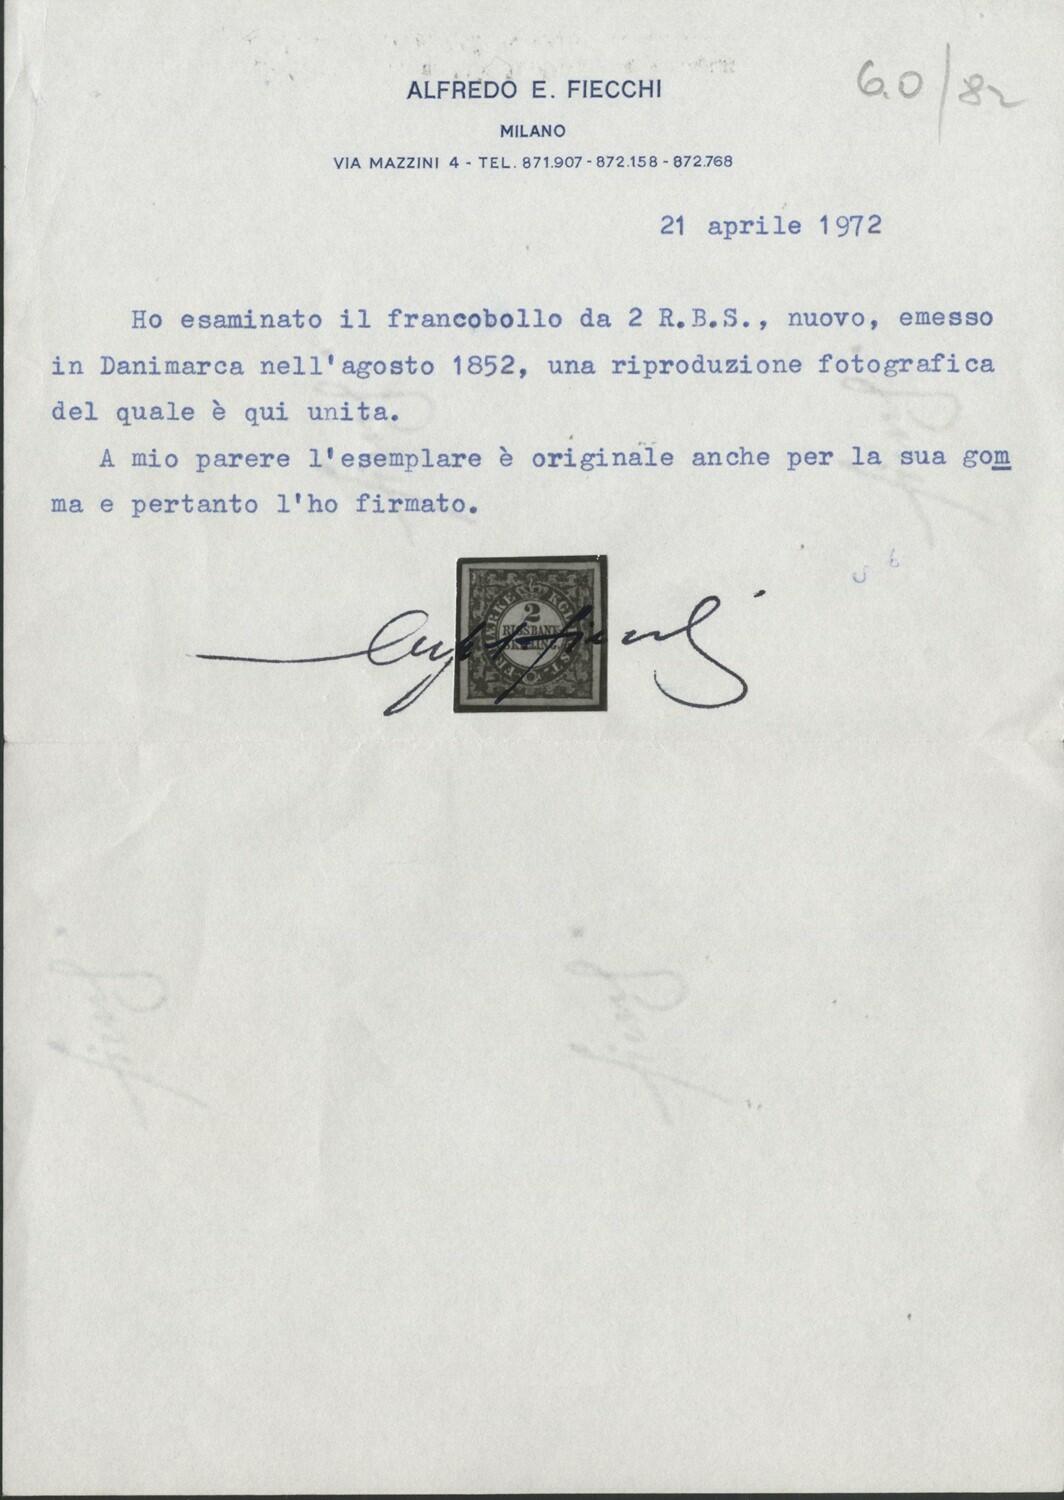 ALFREDO E. FIECCHI
6.0/82
MILANO
VIA MAZZINI 4 - TEL. 871.907 - 872.158 - 872.768
21 aprile 1972
Ho esaminato il francobollo da 2 R.B.S., nuovo, emesso
in Danimarca nell'agosto 1852, una riproduzione fotografica
del quale è qui unita.
A mio parere l'esemplare è originale anche per la sua gom
ma e pertanto l'ho firmato.
2